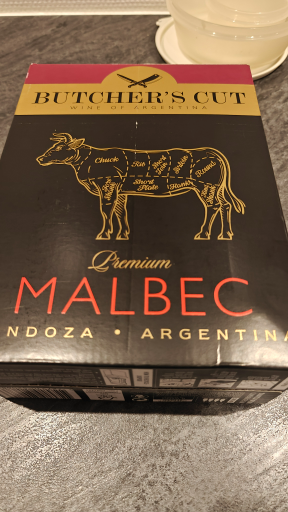 BUTCHER'S CUT
WINE OF ARGENTINA
Chuck
Rib
Short Loin
Sirloin
Round
Short Plate
Flank
Premium
MALBEC
NDOZA • ARGENTINA